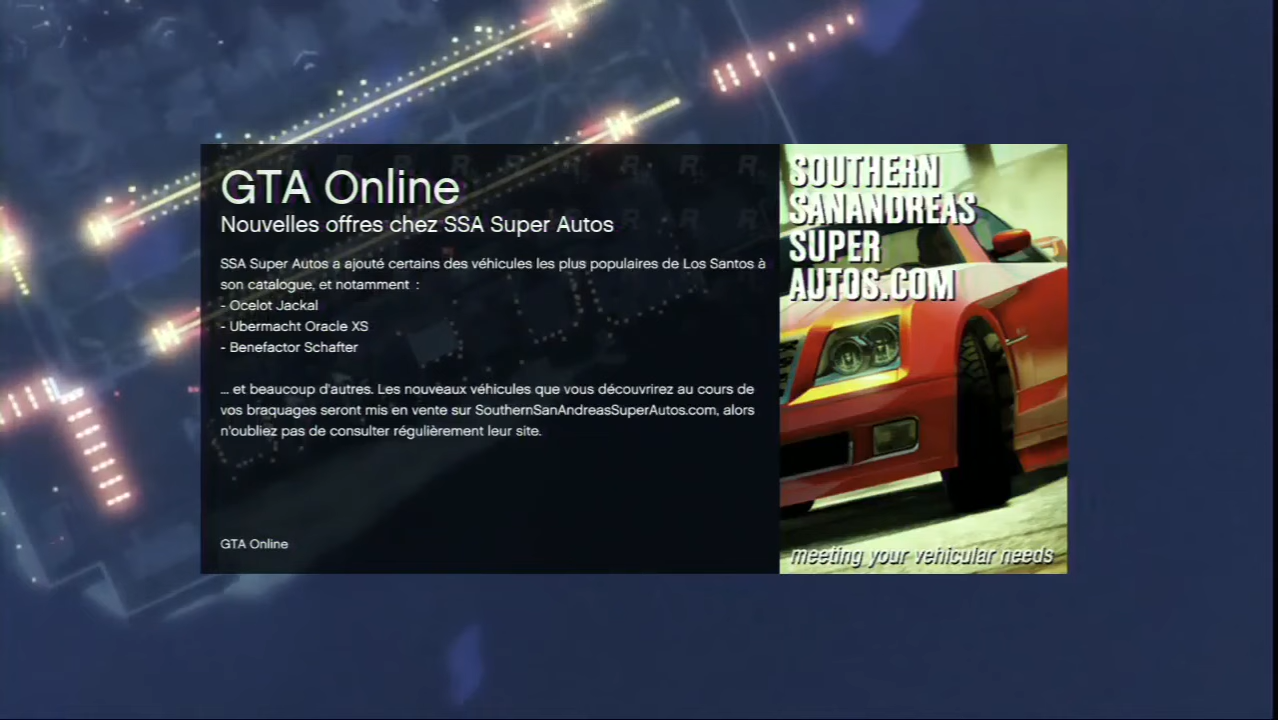 GTA Online
Nouvelles offres chez SSA Super Autos
SSA Super Autos a ajouté certains des véhicules les plus populaires de Los Santos à
son catalogue, et notamment :
- Ocelot Jackal
- Ubermacht Oracle XS
- Benefactor Schafter
... et beaucoup d'autres. Les nouveaux véhicules que vous découvrirez au cours de
vos braquages seront mis en vente sur SouthernSanAndreasSuperAutos.com, alors
n'oubliez pas de consulter régulièrement leur site.
GTA Online
SOUTHERN
SANANDREAS
SUPER
AUTOS.COM
meeting your vehicular needs